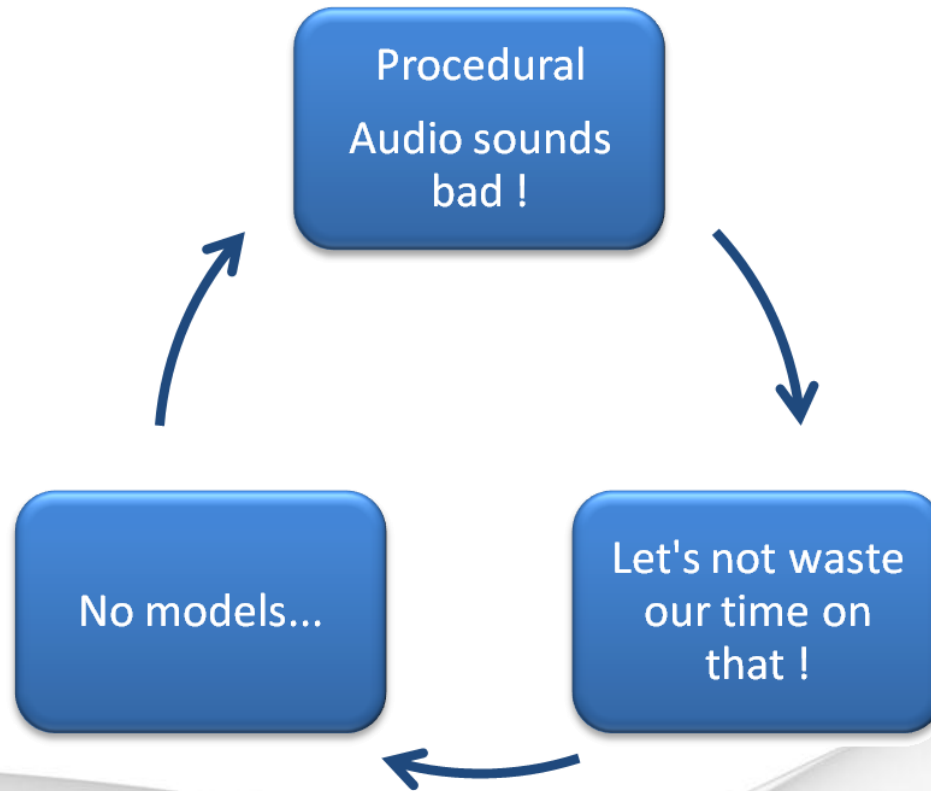 Procedural
Audio sounds
bad !
Let's not waste
our time on
that !
No models...